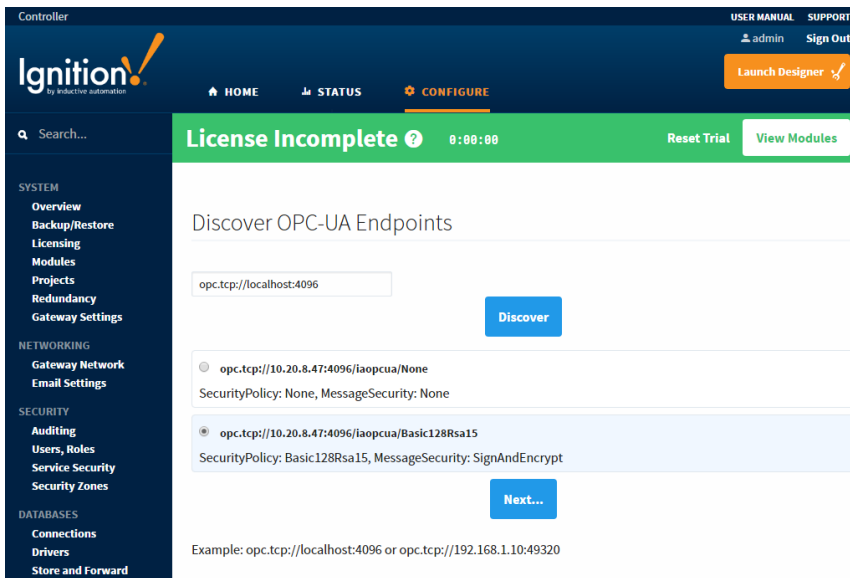 Controller
USER MANUAL SUPPORT
admin Sign Out
Ignition!
by inductive automation
Launch Designer
HOME STATUS CONFIGURE
Search...
License Incomplete ? 0:00:00 Reset Trial View Modules
SYSTEM
Overview
Backup/Restore
Licensing
Modules
Projects
Redundancy
Gateway Settings
NETWORKING
Gateway Network
Email Settings
SECURITY
Auditing
Users, Roles
Service Security
Security Zones
DATABASES
Connections
Drivers
Store and Forward
Discover OPC-UA Endpoints
opc.tcp://localhost:4096
Discover
opc.tcp://10.20.8.47:4096/iaopcua/None
SecurityPolicy: None, MessageSecurity: None
opc.tcp://10.20.8.47:4096/iaopcua/Basic128Rsa15
SecurityPolicy: Basic128Rsa15, MessageSecurity: SignAndEncrypt
Next...
Example: opc.tcp://localhost:4096 or opc.tcp://192.168.1.10:49320